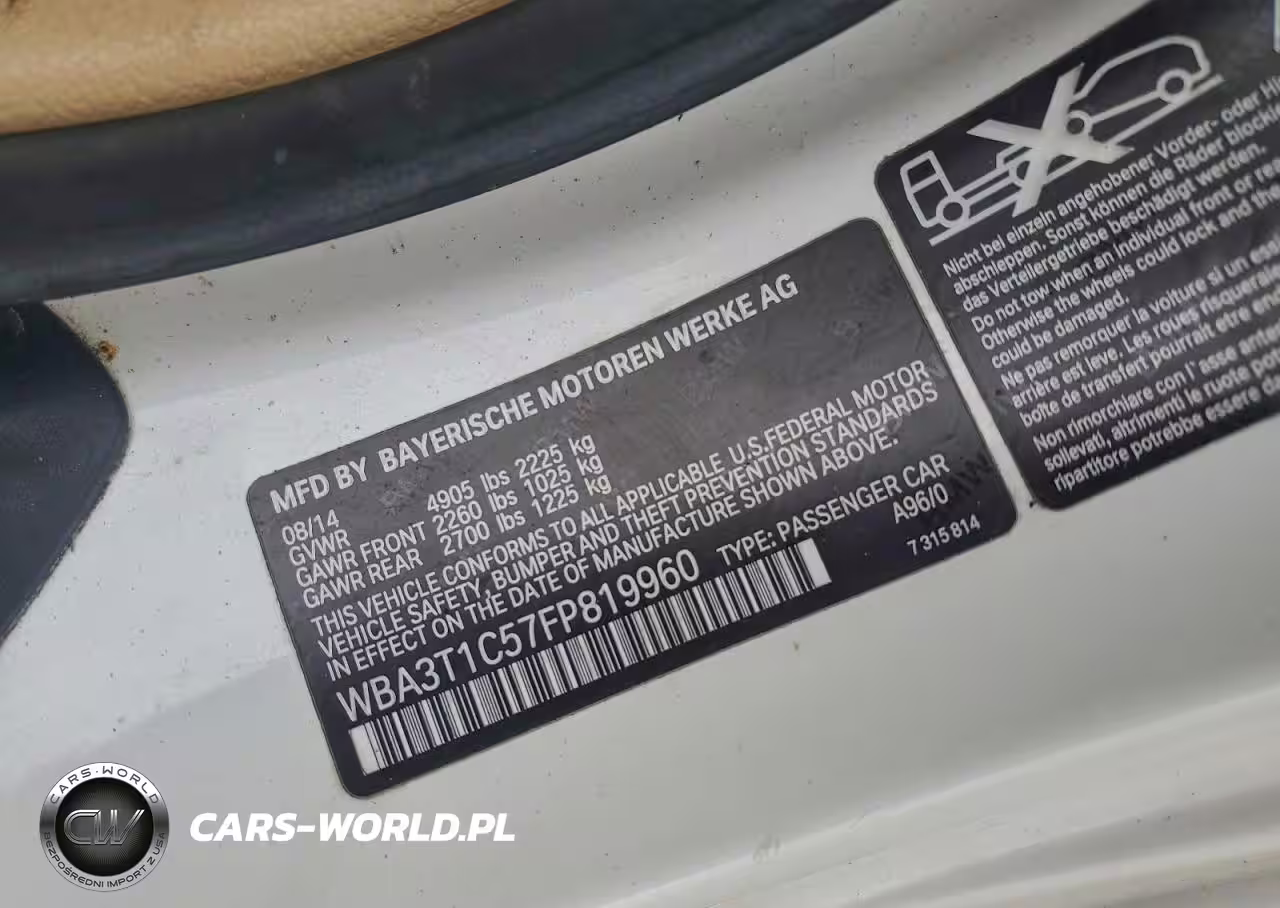 MFD BY BAYERISCHE MOTOREN WERKE AG
08/14
GVWR 4905 lbs 2225 kg
GAWR FRONT 2260 lbs 1025 kg
GAWR REAR 2700 lbs 1225 kg
THIS VEHICLE CONFORMS TO ALL APPLICABLE U.S.FEDERAL MOTOR
VEHICLE SAFETY, BUMPER AND THEFT PREVENTION STANDARDS
IN EFFECT ON THE DATE OF MANUFACTURE SHOWN ABOVE.
WBA3T1C57FP819960 TYPE: PASSENGER CAR
A96/0
7 315 814
Nicht bei einzeln angehobener Vorder- oder
abschleppen. Sonst können die Räder
das Verteilergetriebe beschädigt werden.
Do not tow when an individual front or
Otherwise the wheels could lock and the
could be damaged.
Ne pas remorquer la voiture si un
arrière est levé. Les roues
boîte de transfert pourrait être
Non rimorchiare con l'asse
sollevati, altrimenti le ruote
ripartitore potrebbe essere
CARS-WORLD
CW
BEZPOŚREDNI IMPORT Z USA
CARS-WORLD.PL